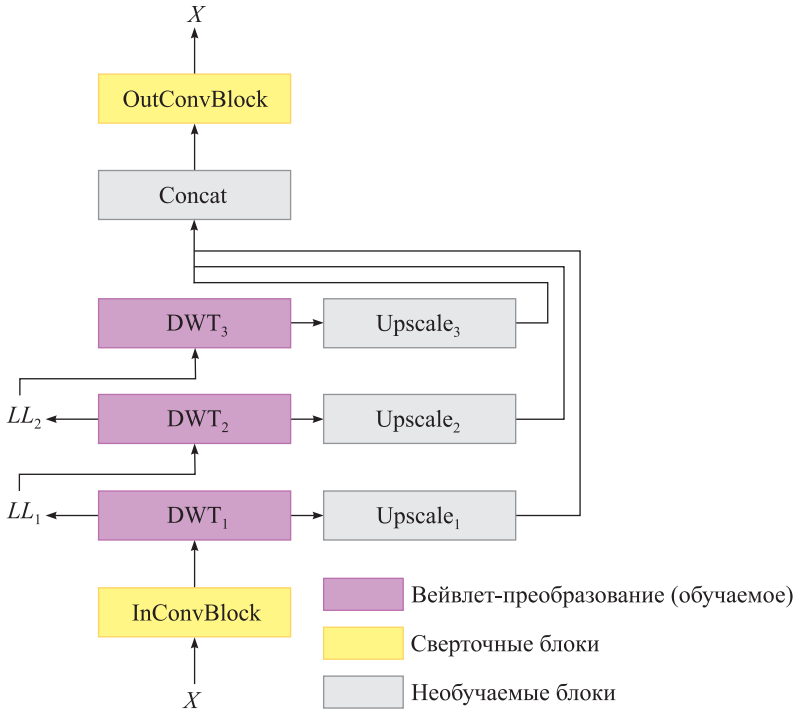 X
OutConvBlock
Concat
DWT₃
Upscale₃
LL₂
DWT₂
Upscale₂
LL₁
DWT₁
Upscale₁
InConvBlock
Вейвлет-преобразование (обучаемое)
Сверточные блоки
X
Необучаемые блоки